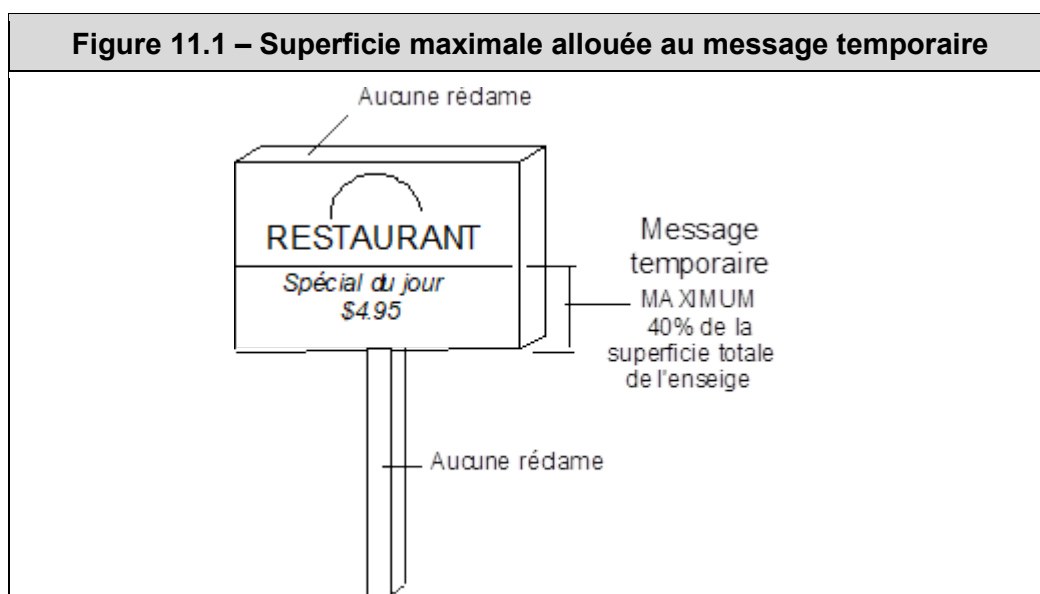 Figure 11.1 – Superficie maximale allouée au message temporaire
Aucune réclame
RESTAURANT
Spécial du jour
$4.95
Message
temporaire
MAXIMUM
40% de la
superficie totale
de l'enseige
Aucune réclame